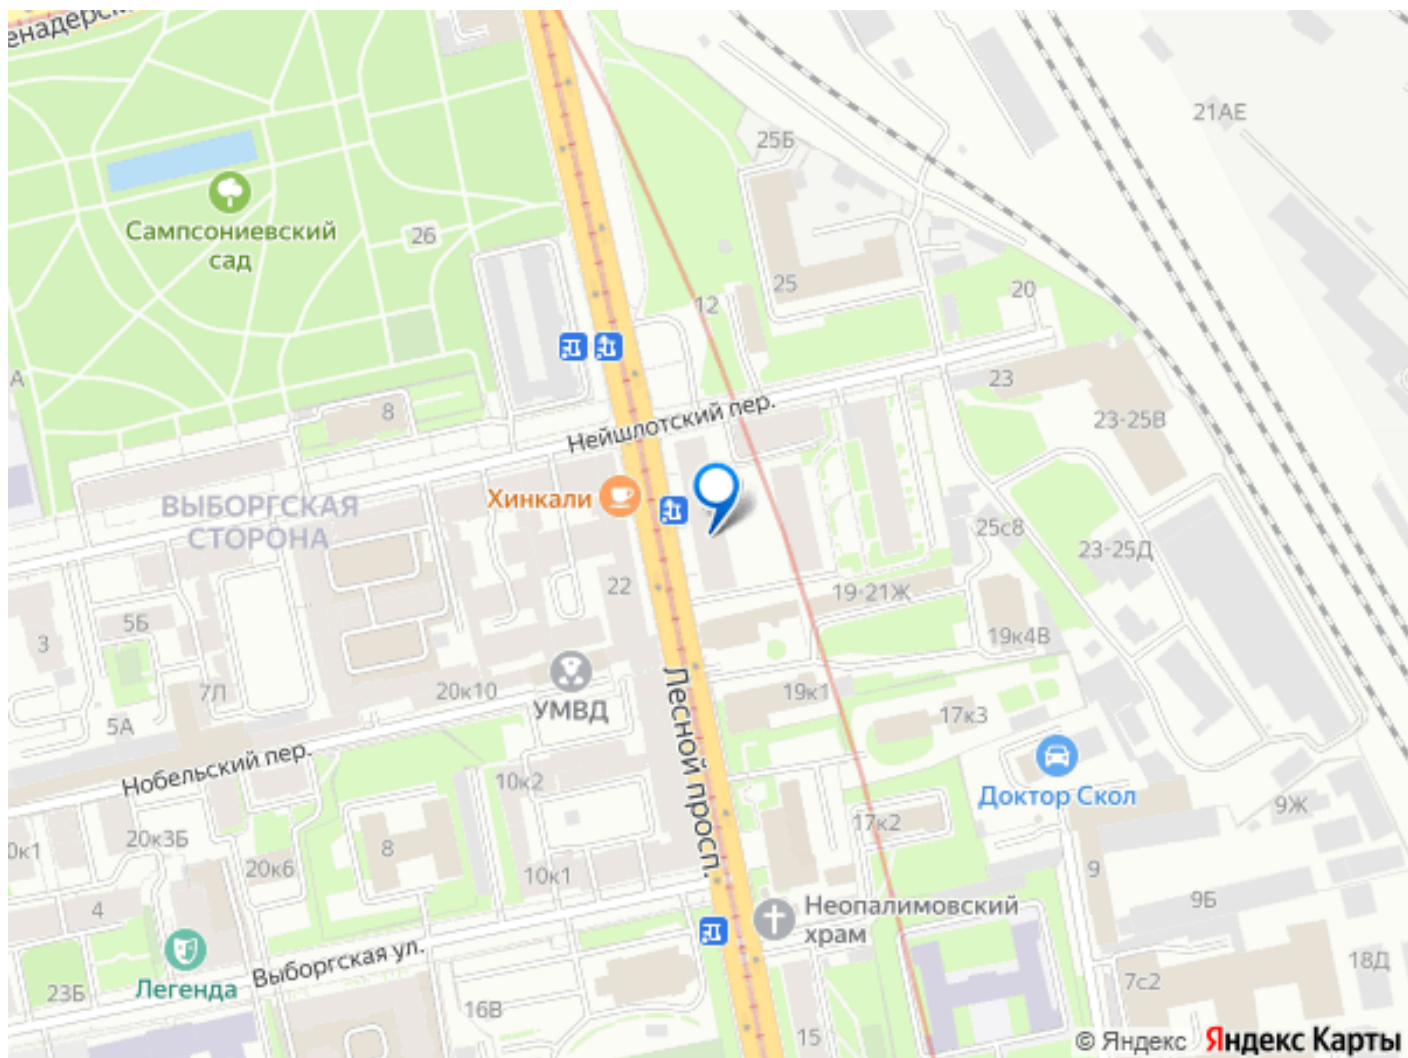 енадерск
21АЕ
25Б
Сампсониевский
сад
26
25
12
20
А
8
23
23-25В
Нейшлотский пер.
Хинкали
ВЫБОРГСКАЯ
СТОРОНА
25с8
23-25Д
22
19-21Ж
5Б
3
19к4В
7Л
20к10
УМВД
19к1
17к3
5А
Нобельский пер.
Лесной просп.
10к2
Доктор Скол
9Ж
20к3Б
0к1
8
17к2
20к6
10к1
9
9Б
4
Неопалимовский
храм
Легенда
Выборгская ул.
23Б
16В
15
7с2
18Д
© Яндекс Яндекс Карты